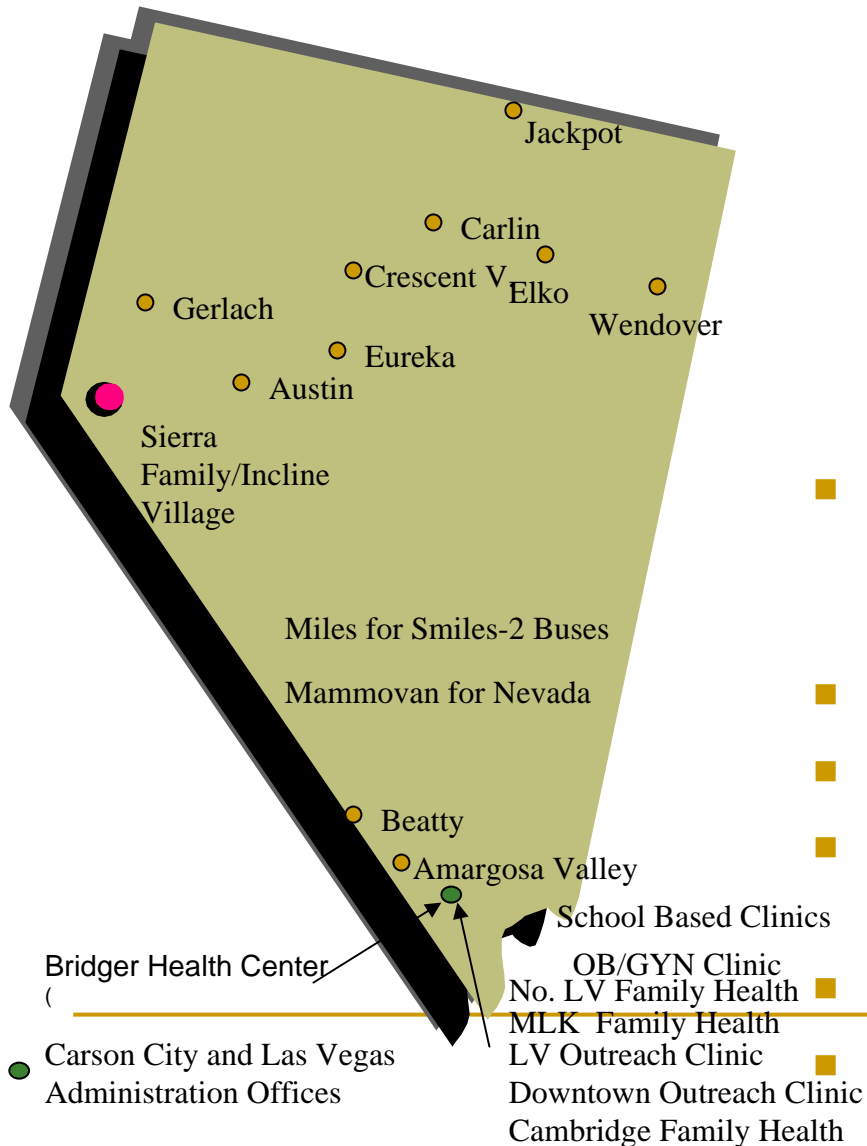 Jackpot
Carlin
Crescent V.
Elko
Gerlach
Wendover
Eureka
Austin
Sierra
Family/Incline
Village
Miles for Smiles-2 Buses
Mammovan for Nevada
Beatty
Amargosa Valley
School Based Clinics
Bridger Health Center
(
OB/GYN Clinic
No. LV Family Health
MLK Family Health
LV Outreach Clinic
Downtown Outreach Clinic
Cambridge Family Health
Carson City and Las Vegas
Administration Offices